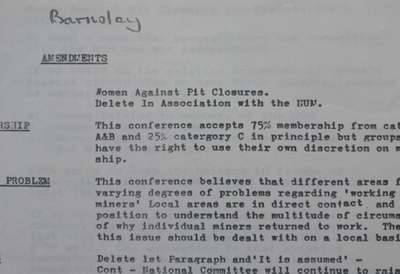 Barnsley
AMENDMENTS
Women Against Pit Closures.
Delete In Association with the NUM.
RSHIP This conference accepts 75% membership from cat
A&B and 25% catergory C in principle but groups
have the right to use their own discretion on m
ship.
PROBLEM This conference believes that different areas f
varying degrees of problems regarding 'working
miners' Local areas are in direct contact and
position to understand the multitude of circums
of why individual miners returned to work. The
this issue should be dealt with on a local basi
Delete 1st Paragraph and'It is assumed' -
Cont - National Committee will continue to rais